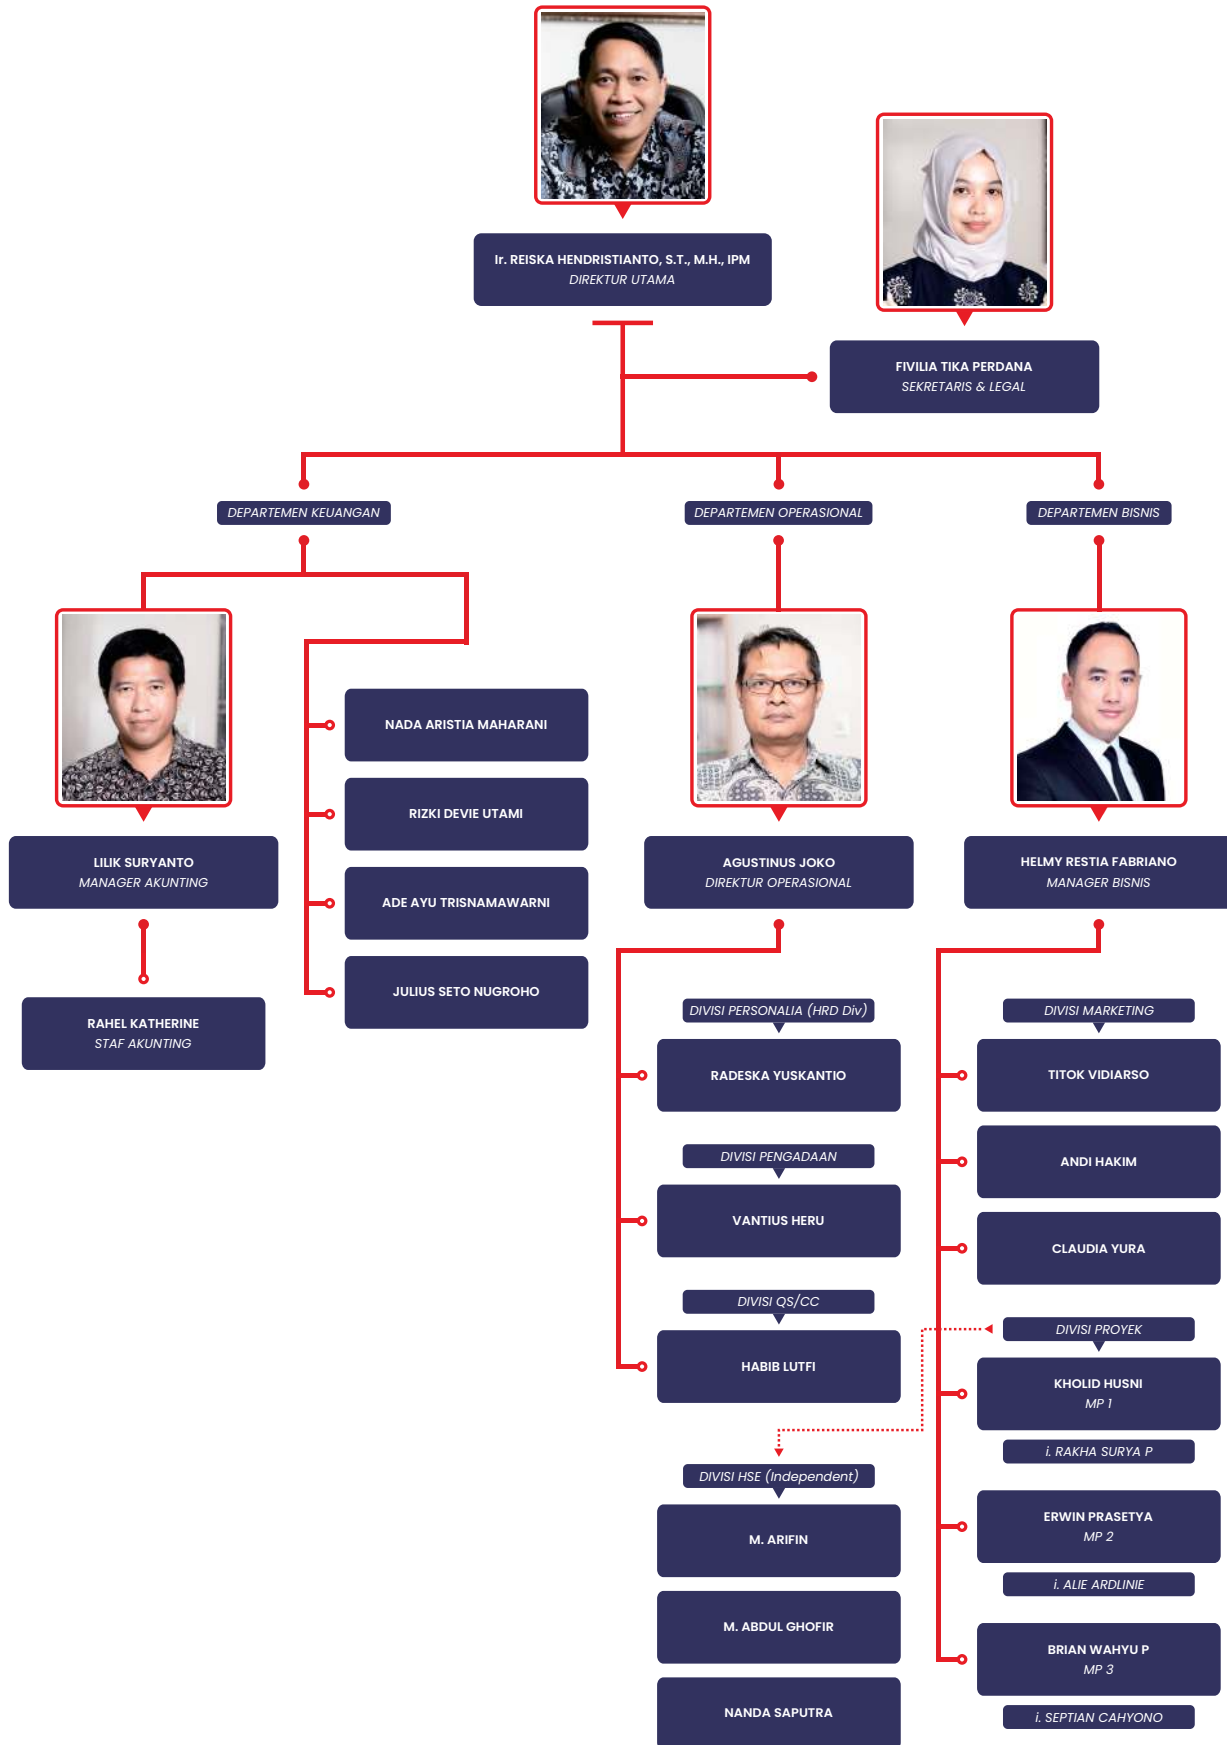 Ir. REISKA HENDRISTIANTO, S.T., M.H., IPM
DIREKTUR UTAMA
FIVILIA TIKA PERDANA
SEKRETARIS & LEGAL
DEPARTEMEN KEUANGAN
DEPARTEMEN OPERASIONAL
DEPARTEMEN BISNIS
LILIK SURYANTO
MANAGER AKUNTING
RAHEL KATHERINE
STAF AKUNTING
NADA ARISTIA MAHARANI
RIZKI DEVIE UTAMI
ADE AYU TRISNAMAWARNI
JULIUS SETO NUGROHO
AGUSTINUS JOKO
DIREKTUR OPERASIONAL
DIVISI PERSONALIA (HRD Div)
RADESKA YUSKANTIO
DIVISI PENGADAAN
VANTIUS HERU
DIVISI QS/CC
HABIB LUTFI
DIVISI HSE (Independent)
M. ARIFIN
M. ABDUL GHOFIR
NANDA SAPUTRA
HELMY RESTIA FABRIANO
MANAGER BISNIS
DIVISI MARKETING
TITOK VIDIARSO
ANDI HAKIM
CLAUDIA YURA
DIVISI PROYEK
KHOLID HUSNI
MP 1
i. RAKHA SURYA P
ERWIN PRASETYA
MP 2
i. ALIE ARDLINIE
BRIAN WAHYU P
MP 3
i. SEPTIAN CAHYONO